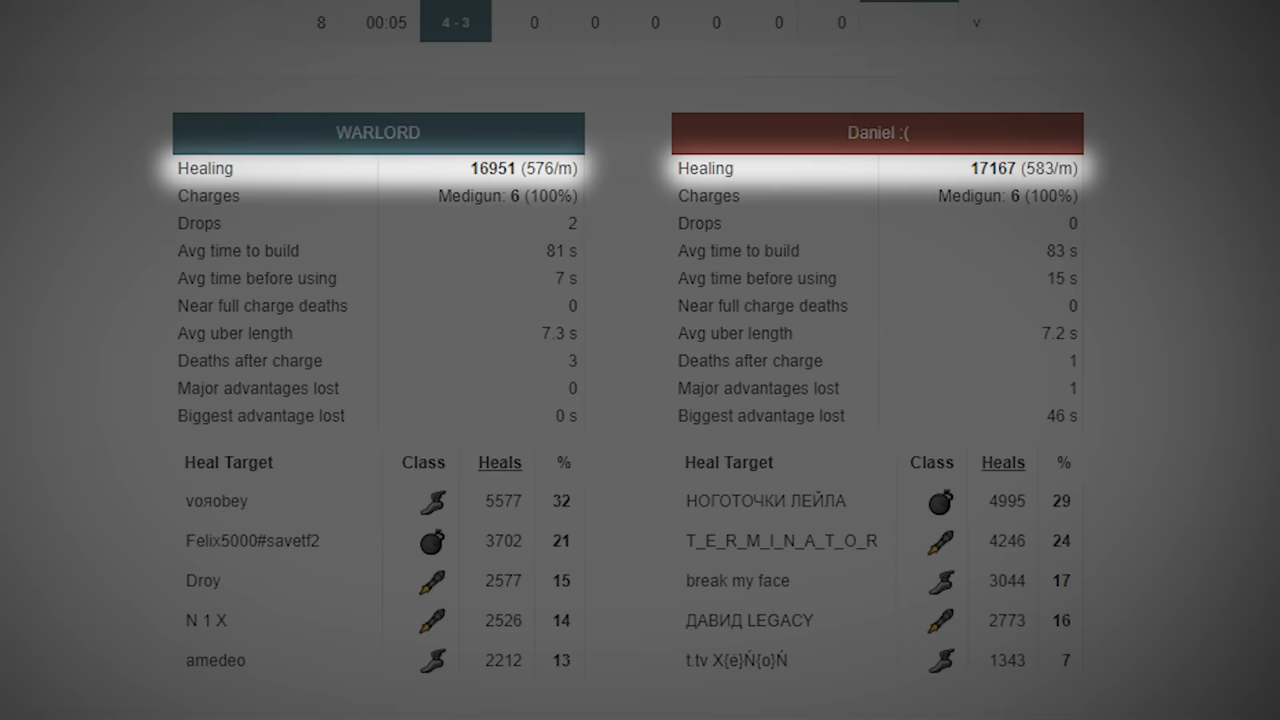 8 00:05 4 - 3 0 0 0 0 0 0 v
WARLORD
Healing 16951 (576/m)
Charges Medigun: 6 (100%)
Drops 2
Avg time to build 81 s
Avg time before using 7 s
Near full charge deaths 0
Avg uber length 7.3 s
Deaths after charge 3
Major advantages lost 0
Biggest advantage lost 0 s
Heal Target Class Heals %
voяobey 5577 32
Felix5000#savetf2 3702 21
Droy 2577 15
N 1 X 2526 14
amedeo 2212 13
Daniel :(
Healing 17167 (583/m)
Charges Medigun: 6 (100%)
Drops 0
Avg time to build 83 s
Avg time before using 15 s
Near full charge deaths 0
Avg uber length 7.2 s
Deaths after charge 1
Major advantages lost 1
Biggest advantage lost 46 s
Heal Target Class Heals %
НОГОТОЧКИ ЛЕЙЛА 4995 29
T_E_R_M_I_N_A_T_O_R 4246 24
break my face 3044 17
ДАВИД LEGACY 2773 16
t.tv X{ë}Ń{o}Ń 1343 7